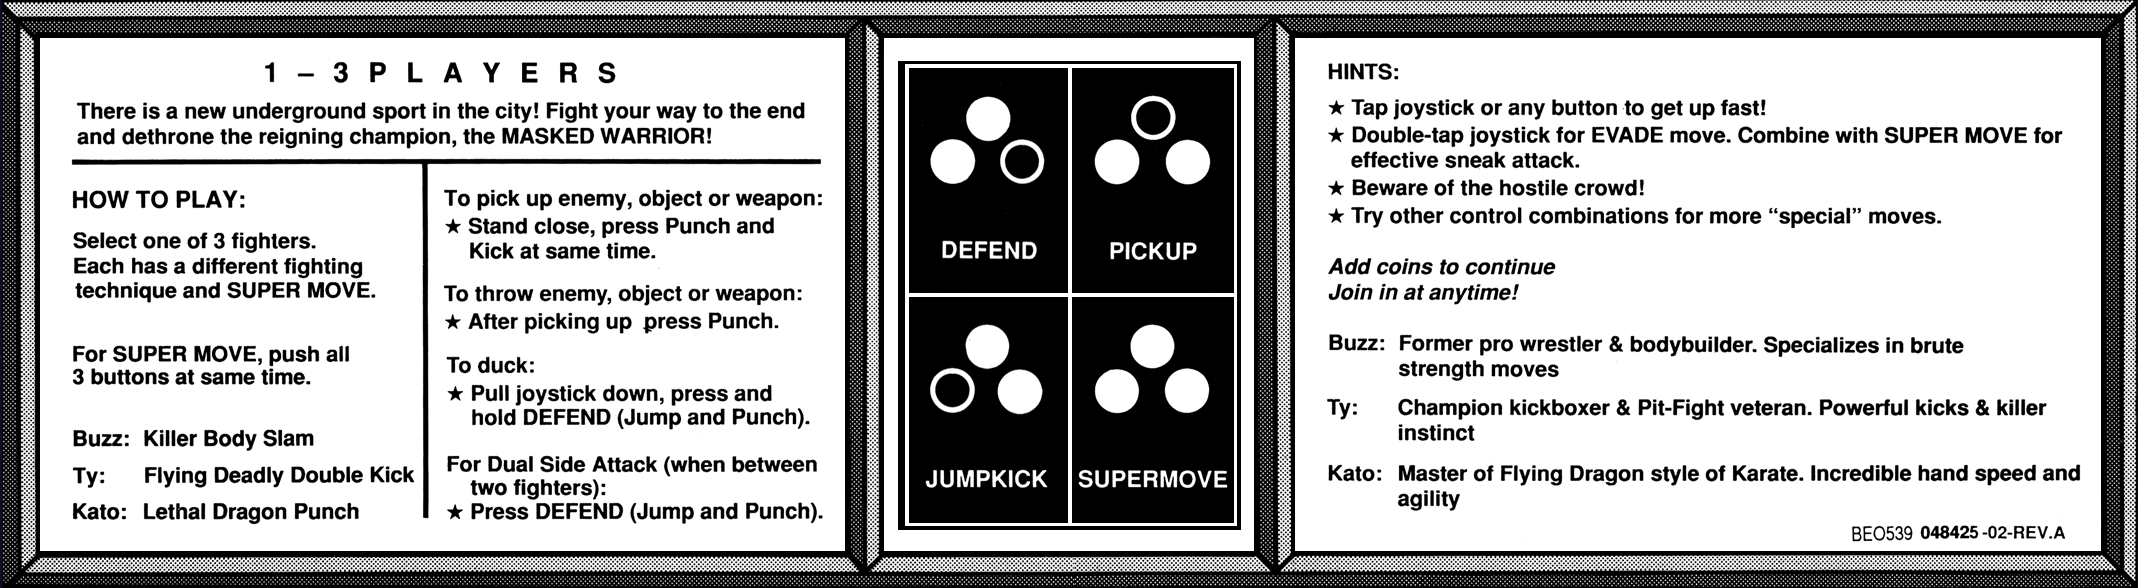 1 – 3 PLAYERS
There is a new underground sport in the city! Fight your way to the end
and dethrone the reigning champion, the MASKED WARRIOR!
HOW TO PLAY:
Select one of 3 fighters.
Each has a different fighting
technique and SUPER MOVE.
For SUPER MOVE, push all
3 buttons at same time.
Buzz: Killer Body Slam
Ty: Flying Deadly Double Kick
Kato: Lethal Dragon Punch
To pick up enemy, object or weapon:
★ Stand close, press Punch and
Kick at same time.
To throw enemy, object or weapon:
★ After picking up press Punch.
To duck:
★ Pull joystick down, press and
hold DEFEND (Jump and Punch).
For Dual Side Attack (when between
two fighters):
★ Press DEFEND (Jump and Punch).
DEFEND
PICKUP
JUMPKICK
SUPERMOVE
HINTS:
★ Tap joystick or any button to get up fast!
★ Double-tap joystick for EVADE move. Combine with SUPER MOVE for
effective sneak attack.
★ Beware of the hostile crowd!
★ Try other control combinations for more “special” moves.
Add coins to continue
Join in at anytime!
Buzz: Former pro wrestler & bodybuilder. Specializes in brute
strength moves
Ty: Champion kickboxer & Pit-Fight veteran. Powerful kicks & killer
instinct
Kato: Master of Flying Dragon style of Karate. Incredible hand speed and
agility
BEO539 048425-02-REV.A